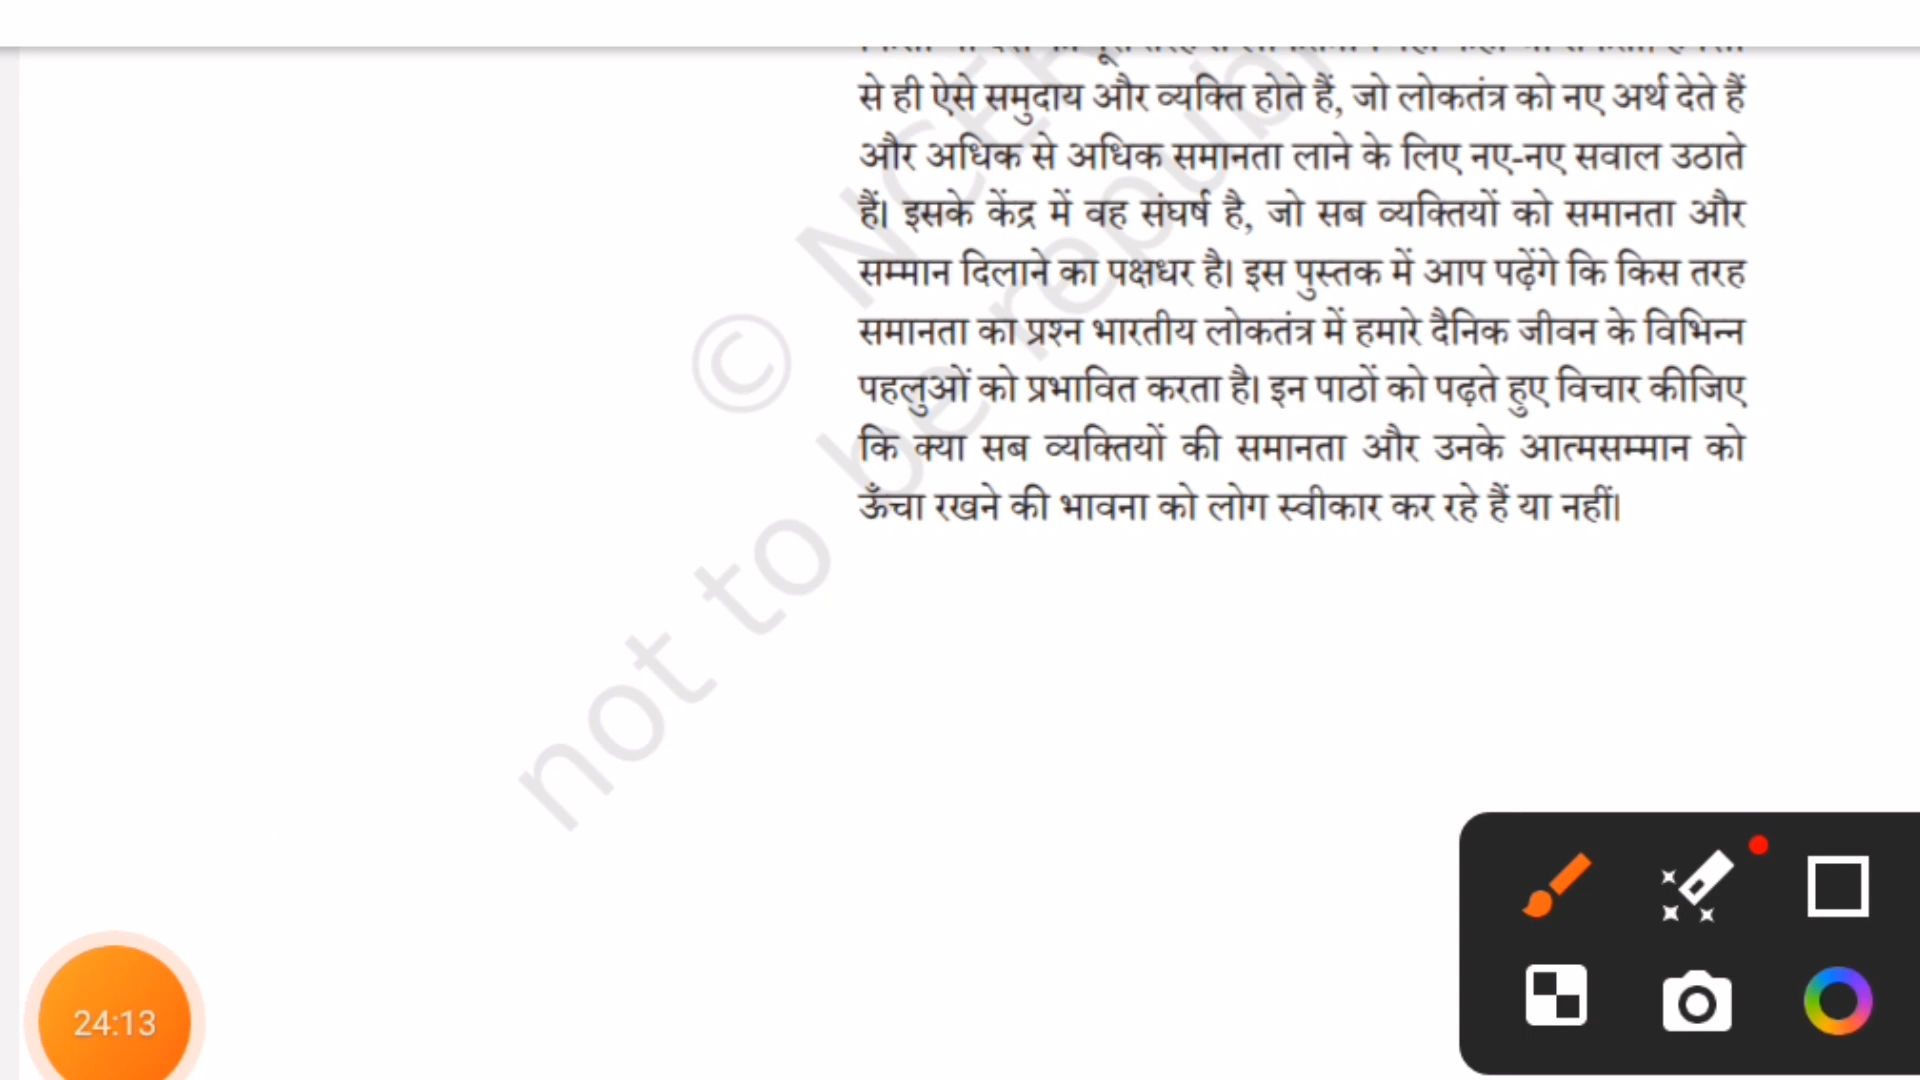 से ही ऐसे समुदाय और व्यक्ति होते हैं, जो लोकतंत्र को नए अर्थ देते हैं
और अधिक से अधिक समानता लाने के लिए नए-नए सवाल उठाते
हैं। इसके केंद्र में वह संघर्ष है, जो सब व्यक्तियों को समानता और
सम्मान दिलाने का पक्षधर है। इस पुस्तक में आप पढ़ेंगे कि किस तरह
समानता का प्रश्न भारतीय लोकतंत्र में हमारे दैनिक जीवन के विभिन्न
पहलुओं को प्रभावित करता है। इन पाठों को पढ़ते हुए विचार कीजिए
कि क्या सब व्यक्तियों की समानता और उनके आत्मसम्मान को
ऊँचा रखने की भावना को लोग स्वीकार कर रहे हैं या नहीं।
©
not to be
24:13